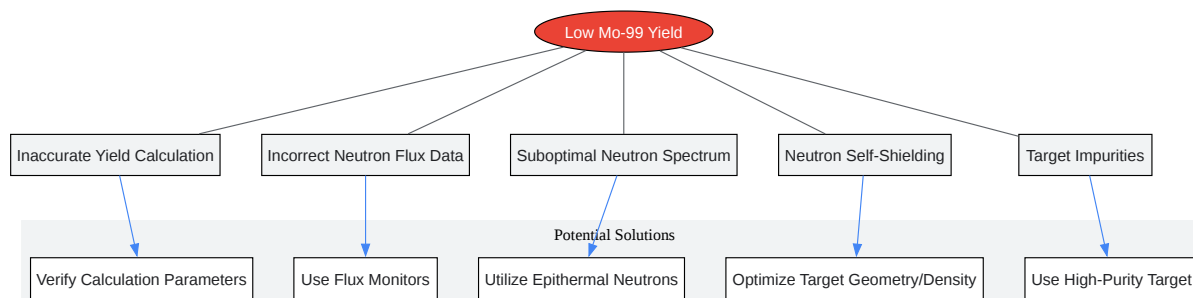 Low Mo-99 Yield
Inaccurate Yield Calculation
Incorrect Neutron Flux Data
Suboptimal Neutron Spectrum
Neutron Self-Shielding
Target Impurities
Potential Solutions
Verify Calculation Parameters
Use Flux Monitors
Utilize Epithermal Neutrons
Optimize Target Geometry/Density
Use High-Purity Target